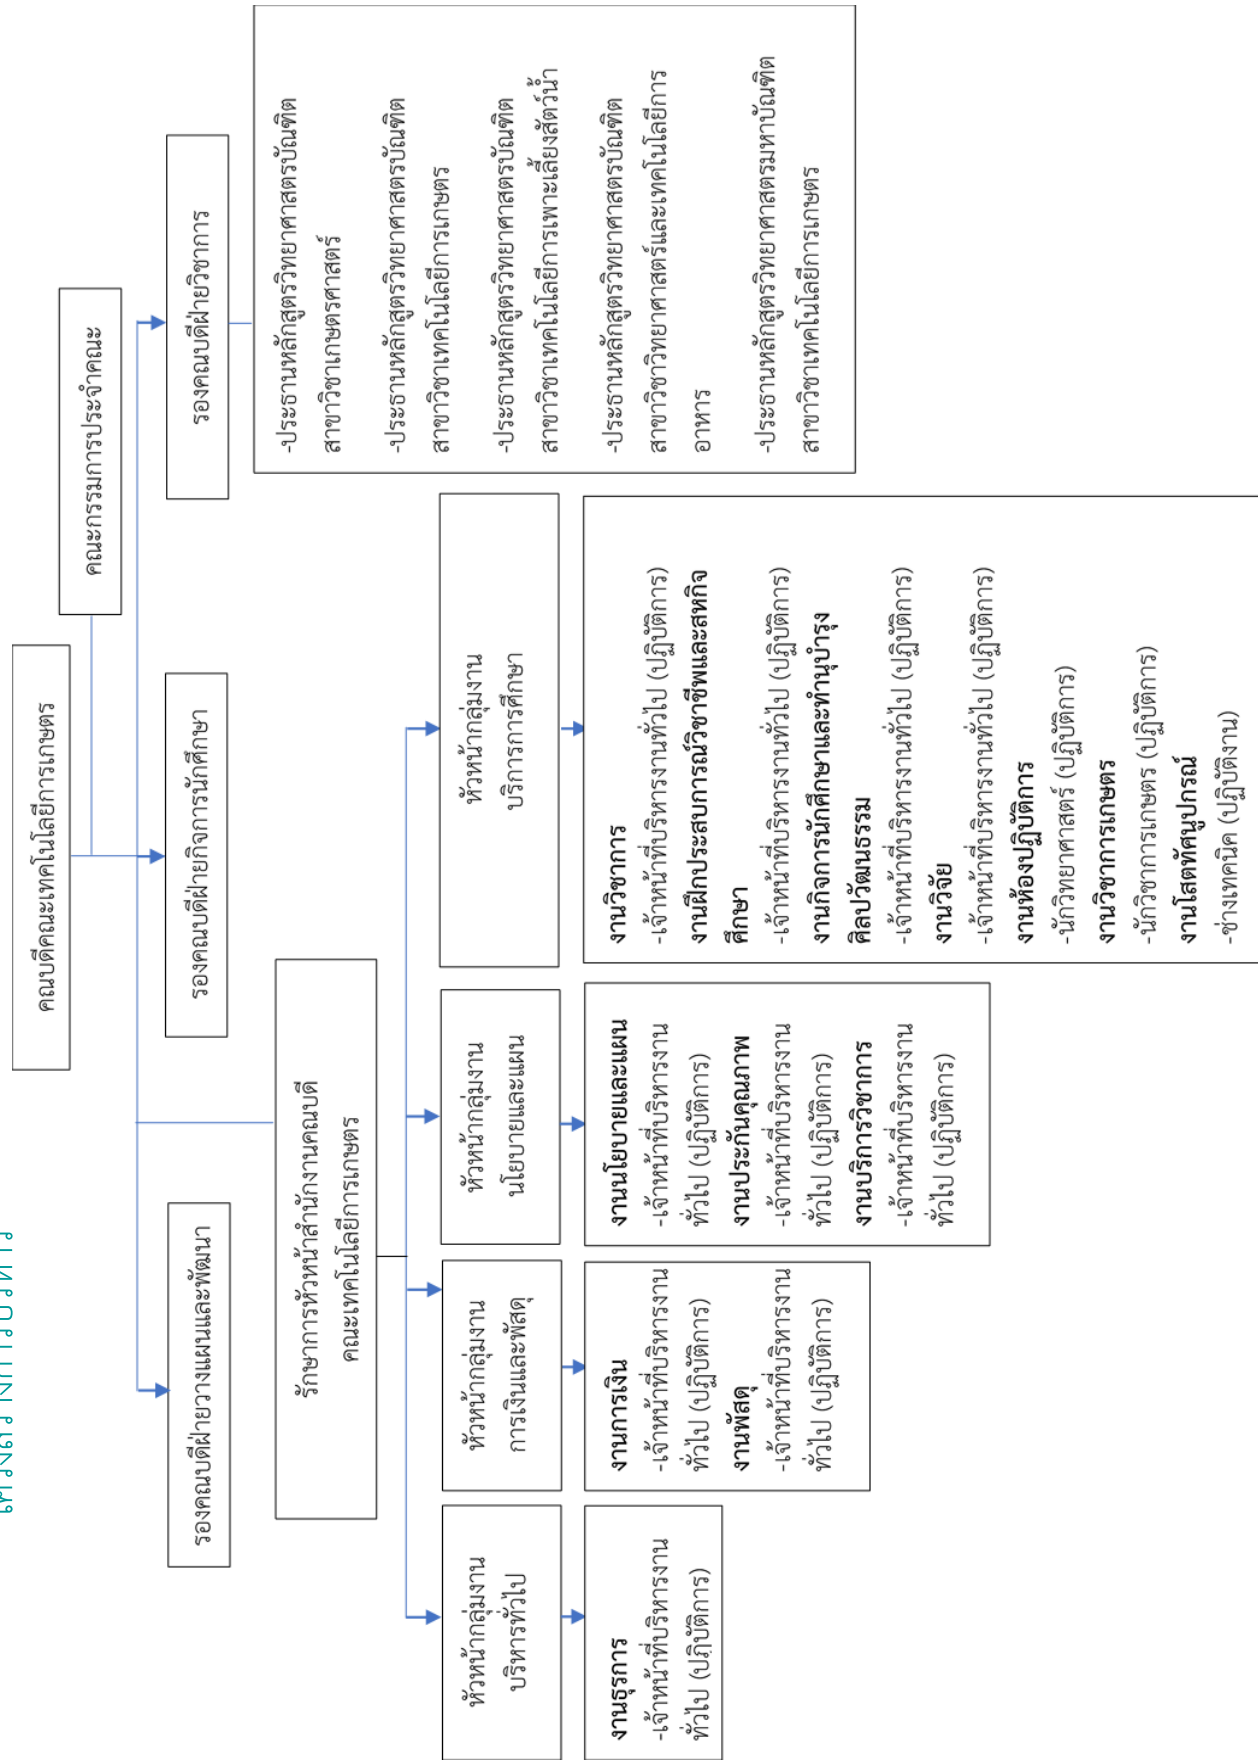 โครงสร้างการบริหาร
คณบดีคณะเทคโนโลยีการเกษตร
คณะกรรมการประจำคณะ
รองคณบดีฝ่ายวางแผนและพัฒนา
รองคณบดีฝ่ายกิจการนักศึกษา
รองคณบดีฝ่ายวิชาการ
รักษาการหัวหน้าสำนักงานคณบดี
คณะเทคโนโลยีการเกษตร
-ประธานหลักสูตรวิทยาศาสตรบัณฑิต
สาขาวิชาเกษตรศาสตร์
-ประธานหลักสูตรวิทยาศาสตรบัณฑิต
สาขาวิชาเทคโนโลยีการเกษตร
-ประธานหลักสูตรวิทยาศาสตรบัณฑิต
สาขาวิชาเทคโนโลยีการเพาะเลี้ยงสัตว์น้ำ
-ประธานหลักสูตรวิทยาศาสตรบัณฑิต
สาขาวิชาวิทยาศาสตร์และเทคโนโลยีการ
อาหาร
-ประธานหลักสูตรวิทยาศาสตรมหาบัณฑิต
สาขาวิชาเทคโนโลยีการเกษตร
หัวหน้ากลุ่มงาน
บริหารทั่วไป
หัวหน้ากลุ่มงาน
การเงินและพัสดุ
หัวหน้ากลุ่มงาน
นโยบายและแผน
หัวหน้ากลุ่มงาน
บริการการศึกษา
งานธุรการ
-เจ้าหน้าที่บริหารงาน
ทั่วไป (ปฏิบัติการ)
งานการเงิน
-เจ้าหน้าที่บริหารงาน
ทั่วไป (ปฏิบัติการ)
งานพัสดุ
-เจ้าหน้าที่บริหารงาน
ทั่วไป (ปฏิบัติการ)
งานนโยบายและแผน
-เจ้าหน้าที่บริหารงาน
ทั่วไป (ปฏิบัติการ)
งานประกันคุณภาพ
-เจ้าหน้าที่บริหารงาน
ทั่วไป (ปฏิบัติการ)
งานบริการวิชาการ
-เจ้าหน้าที่บริหารงาน
ทั่วไป (ปฏิบัติการ)
งานวิชาการ
-เจ้าหน้าที่บริหารงานทั่วไป (ปฏิบัติการ)
งานฝึกประสบการณ์วิชาชีพและสหกิจ
ศึกษา
-เจ้าหน้าที่บริหารงานทั่วไป (ปฏิบัติการ)
งานกิจการนักศึกษาและทำนุบำรุง
ศิลปวัฒนธรรม
-เจ้าหน้าที่บริหารงานทั่วไป (ปฏิบัติการ)
งานวิจัย
-เจ้าหน้าที่บริหารงานทั่วไป (ปฏิบัติการ)
งานห้องปฏิบัติการ
-นักวิทยาศาสตร์ (ปฏิบัติการ)
งานวิชาการเกษตร
-นักวิชาการเกษตร (ปฏิบัติการ)
งานโสตทัศนูปกรณ์
-ช่างเทคนิค (ปฏิบัติงาน)